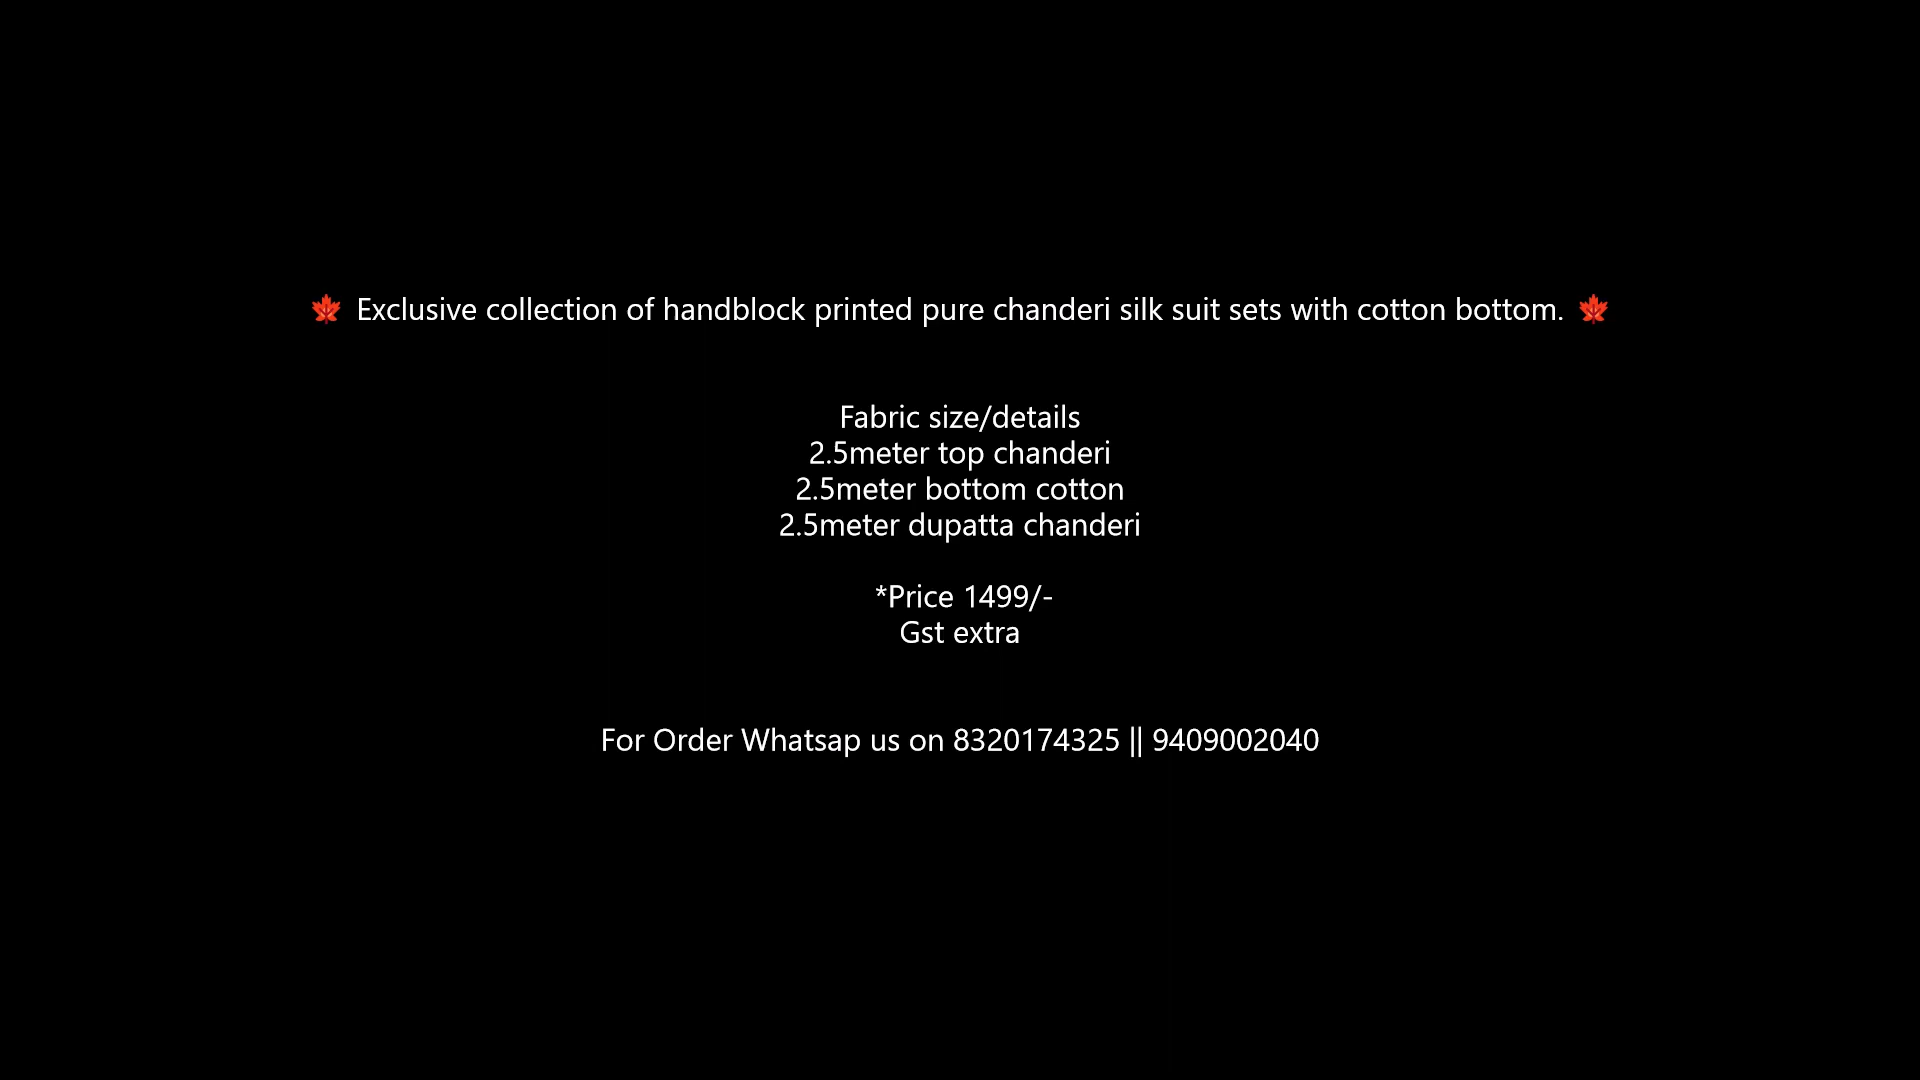 🍁 Exclusive collection of handblock printed pure chanderi silk suit sets with cotton bottom. 🍁
Fabric size/details
2.5meter top chanderi
2.5meter bottom cotton
2.5meter dupatta chanderi
*Price 1499/-
Gst extra
For Order Whatsap us on 8320174325 || 9409002040